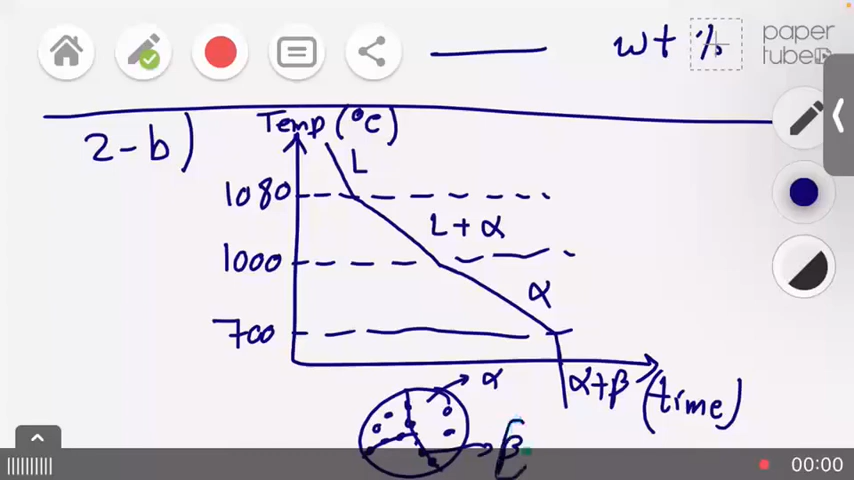 wt %
paper
tube
2-b)
Temp (°C)
L
1080
L + α
1000
α
700
α+β (time)
α
β
00:00